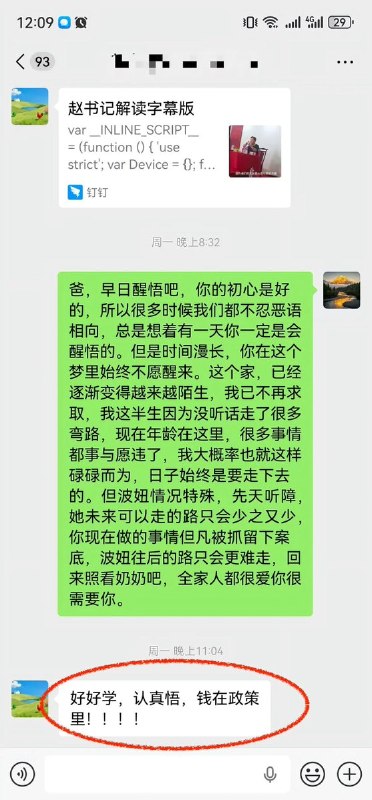 12:09
4G
29
93
赵书记解读字幕版
var __INLINE_SCRIPT__
= (function () { 'use
strict'; var Device = {}; f...
钉钉
周一 晚上8:32
爸，早日醒悟吧，你的初心是好
的，所以很多时候我们都不忍恶语
相向，总是想着有一天你一定是会
醒悟的。但是时间漫长，你在这个
梦里始终不愿醒来。这个家，已经
逐渐变得越来越陌生，我已不再求
取，我这半生因为没听话走了很多
弯路，现在年龄在这里，很多事情
都事与愿违了，我大概率也就这样
碌碌而为，日子始终是要走下去
的。但波妞情况特殊，先天听障，
她未来可以走的路只会少之又少，
你现在做的事情但凡被抓留下案
底，波妞往后的路只会更难走，回
来照看奶奶吧，全家人都很爱你很
需要你。
周一 晚上11:04
好好学，认真悟，钱在政策
里！！！！